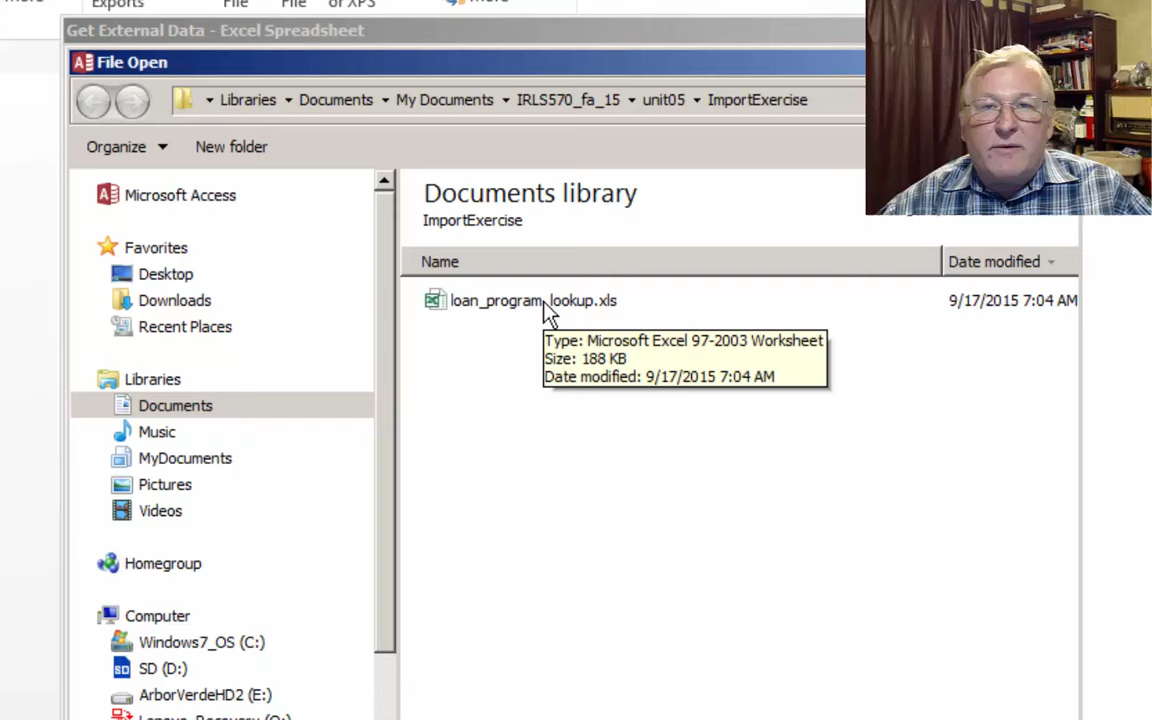 Exports
File
File
or XPS
More
Get External Data - Excel Spreadsheet
File Open
Libraries Documents My Documents IRLS570_fa_15 unit05 ImportExercise
Organize New folder
Microsoft Access
Favorites
Desktop
Downloads
Recent Places
Libraries
Documents
Music
MyDocuments
Pictures
Videos
Homegroup
Computer
Windows7_OS (C:)
SD (D:)
ArborVerdeHD2 (E:)
Lenovo_Recovery (Q:)
Documents library
ImportExercise
Name Date modified
loan_program_lookup.xls 9/17/2015 7:04 AM
Type: Microsoft Excel 97-2003 Worksheet
Size: 188 KB
Date modified: 9/17/2015 7:04 AM